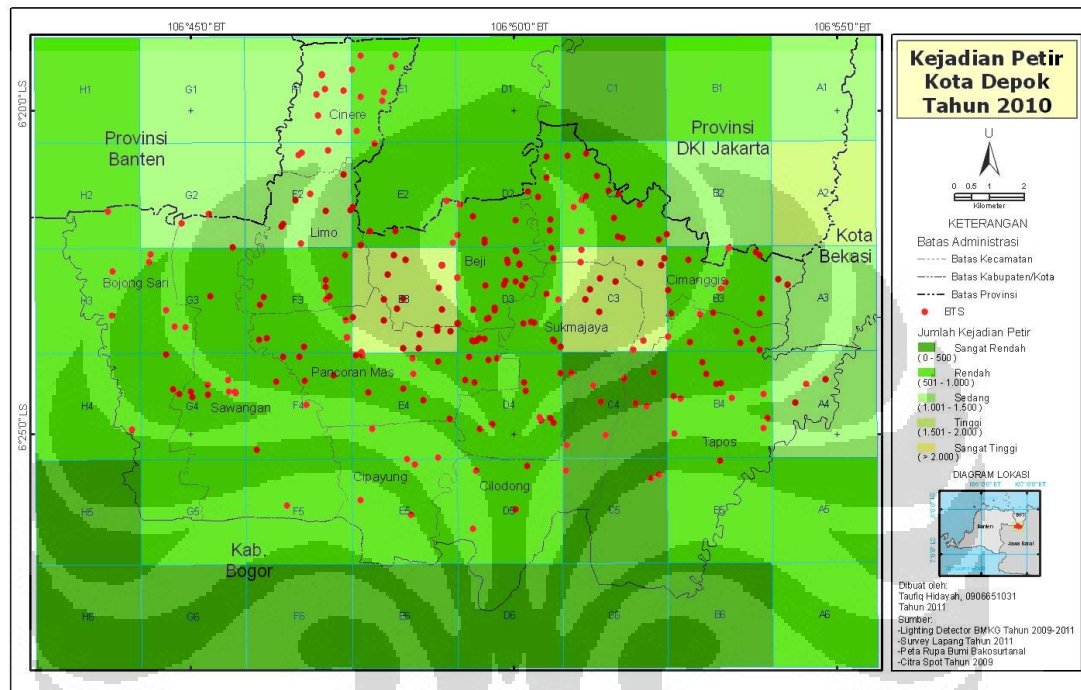 106°45'0" BT
106°50'0" BT
106°55'0" BT
6°20'0" LS
6°25'0" LS
H1 G1 F1 E1 D1 C1 B1 A1
Cinere
Provinsi
Banten
Provinsi
DKI Jakarta
H2 G2 E2 E2 D2 C2 B2 A2
Limo
Beji
Kota
Bekasi
Bojong Sari
Cimanggis
H3 G3 F3 E3 D3 C3 B3 A3
Sukmajaya
Pancoran Mas
H4 G4 F4 E4 D4 C4 B4 A4
Sawangan
Tapos
Cipayung
Cilodong
H5 G5 E5 D5 C5 B5 A5
Kab.
Bogor
H6 G6 F6 E6 D6 C6 B6 A6
Kejadian Petir
Kota Depok
Tahun 2010
U
0 0.5 1 2
Kilometer
KETERANGAN
Batas Administrasi
Batas Kecamatan
Batas Kabupaten/Kota
Batas Provinsi
BTS
Jumlah Kejadian Petir
Sangat Rendah
( 0 - 500 )
Rendah
( 501 - 1.000 )
Sedang
( 1.001 - 1.500 )
Tinggi
( 1.501 - 2.000 )
Sangat Tinggi
( > 2.000 )
DIAGRAM LOKASI
Banten
Jawa Barat
Dibuat oleh:
Taufiq Hidayah, 0906651031
Tahun 2011
Sumber:
-Lighting Detector BMKG Tahun 2009-2011
-Survey Lapang Tahun 2011
-Peta Rupa Bumi Bakosurtanal
-Citra Spot Tahun 2009